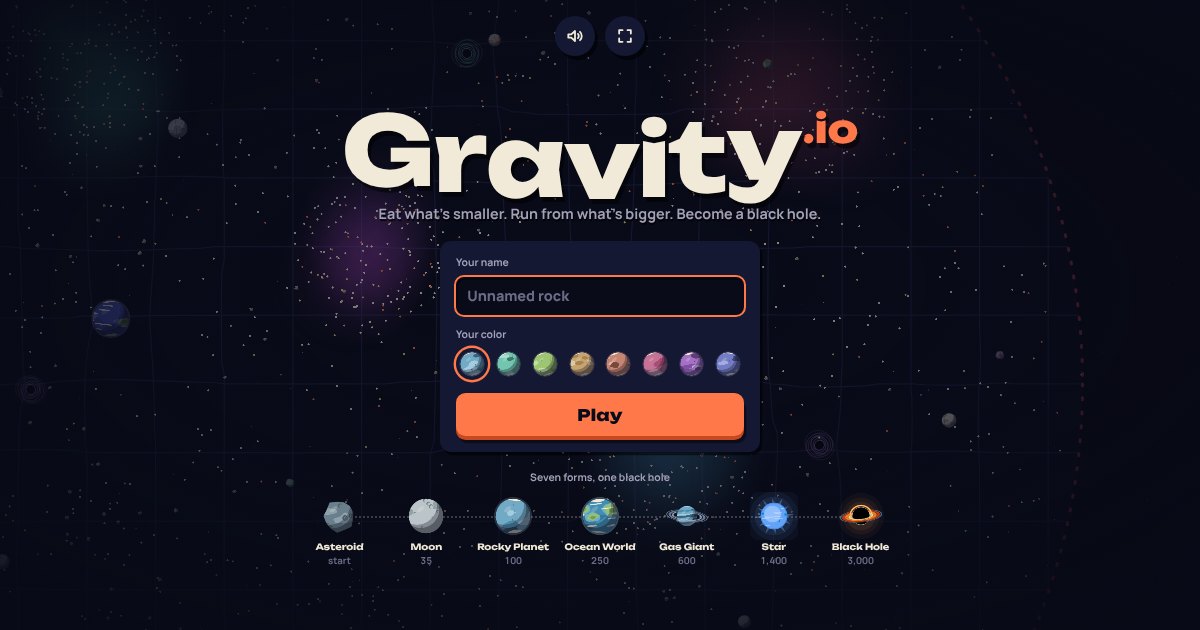 Gravity.io
Eat what's smaller. Run from what's bigger. Become a black hole.
Your name
Unnamed rock
Your color
Play
Seven forms, one black hole
Asteroid Moon Rocky Planet Ocean World Gas Giant Star Black Hole
start 35 100 250 600 1,400 3,000